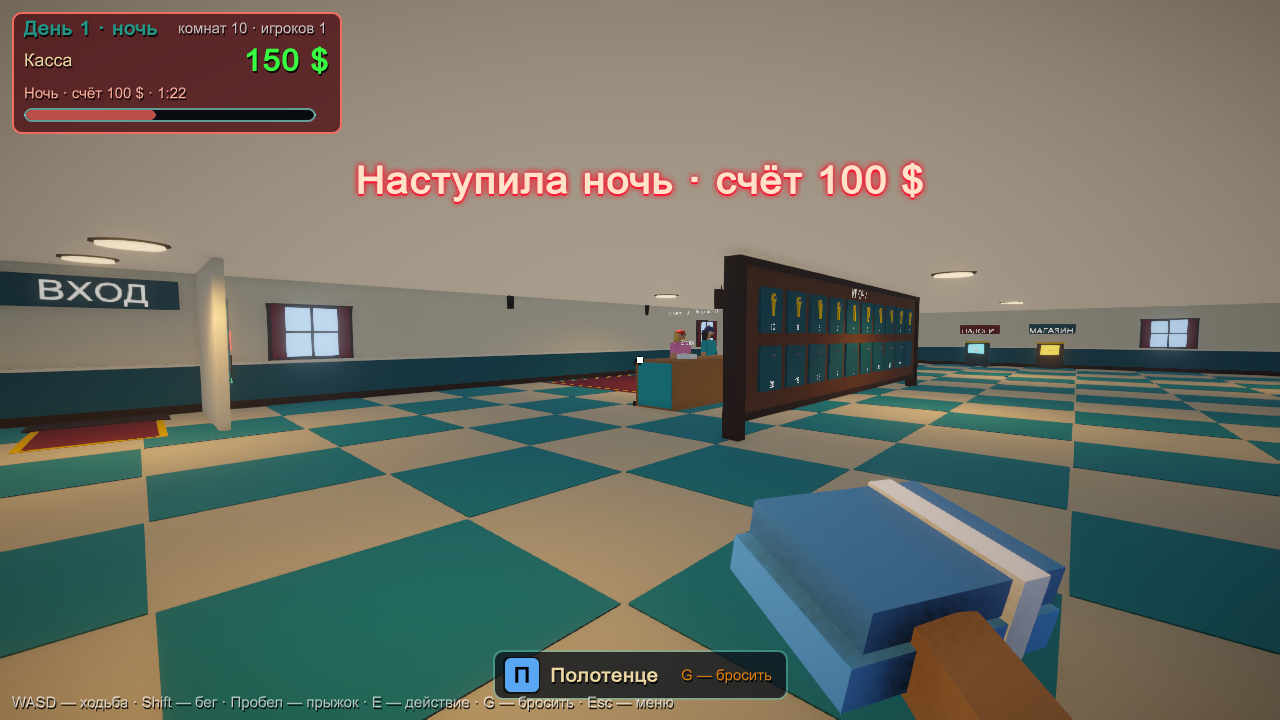 День 1 · ночь
комнат 10 · игроков 1
Касса
150 $
Ночь · счёт 100 $ · 1:22
Наступила ночь · счёт 100 $
ВХОД
МАГАЗИН
П
Полотенце
G — бросить
WASD — ходьба · Shift — бег · Пробел — прыжок · E — действие · G — бросить · Esc — меню